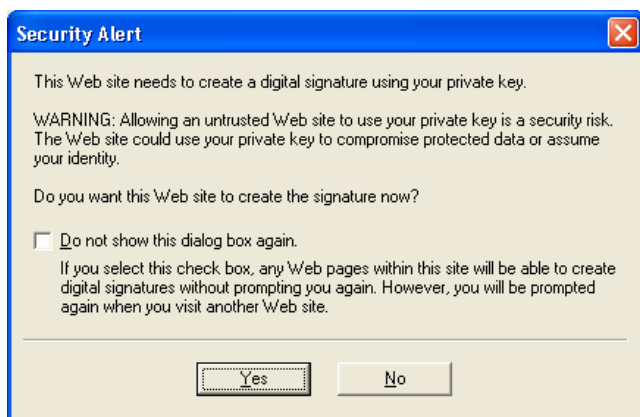 Security Alert
This Web site needs to create a digital signature using your private key.
WARNING: Allowing an untrusted Web site to use your private key is a security risk.
The Web site could use your private key to compromise protected data or assume
your identity.
Do you want this Web site to create the signature now?
Do not show this dialog box again.
If you select this check box, any Web pages within this site will be able to create
digital signatures without prompting you again. However, you will be prompted
again when you visit another Web site.
Yes
No